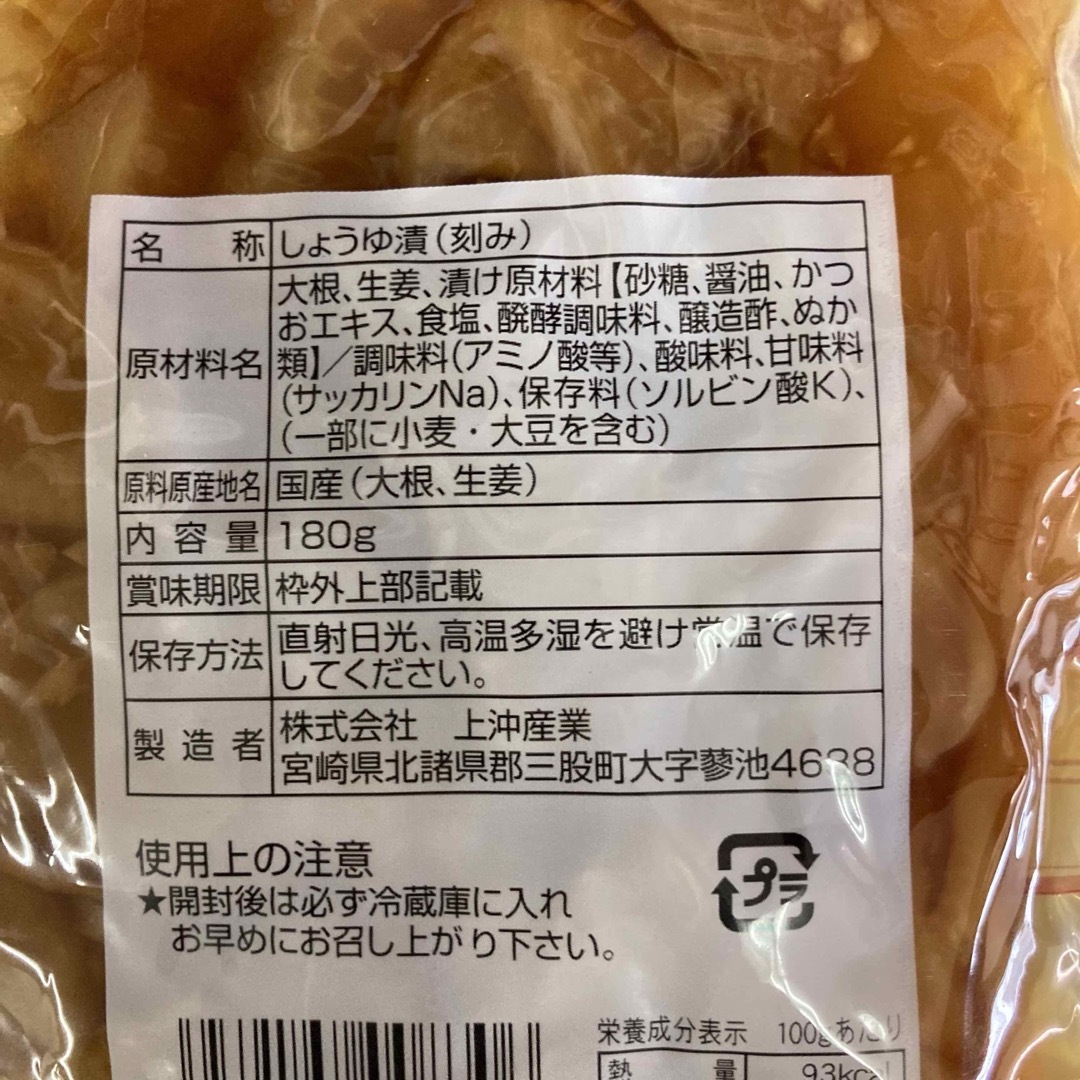 名称 しょうゆ漬（刻み）
原材料名 大根、生姜、漬け原材料【砂糖、醤油、かつ
おエキス、食塩、醗酵調味料、醸造酢、ぬか
類】／調味料（アミノ酸等）、酸味料、甘味料
（サッカリンNa）、保存料（ソルビン酸K）、
（一部に小麦・大豆を含む）
原料原産地名 国産（大根、生姜）
内容量 180g
賞味期限 枠外上部記載
保存方法 直射日光、高温多湿を避け常温で保存
してください。
製造者 株式会社 上沖産業
宮崎県北諸県郡三股町大字蓼池
使用上の注意
★開封後は必ず冷蔵庫に入れ
お早めにお召し上がり下さい。
プラ
栄養成分表示 100gあたり
熱量 93kcal